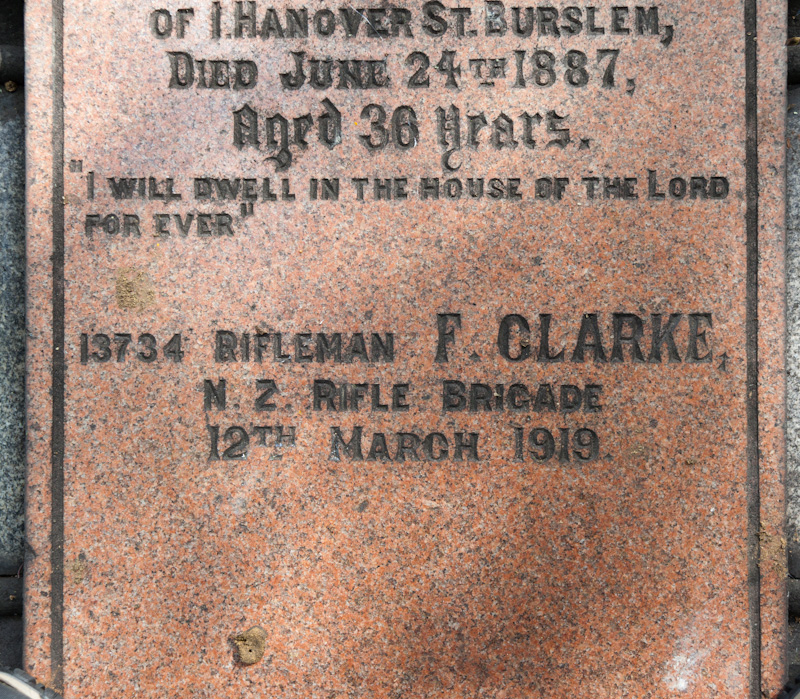 OF 1. HANOVER ST. BURSLEM,
DIED JUNE 24TH 1887,
Aged 36 Years.
"I WILL DWELL IN THE HOUSE OF THE LORD
FOR EVER"
13734 RIFLEMAN F. CLARKE,
N. Z. RIFLE BRIGADE
12TH MARCH 1919.